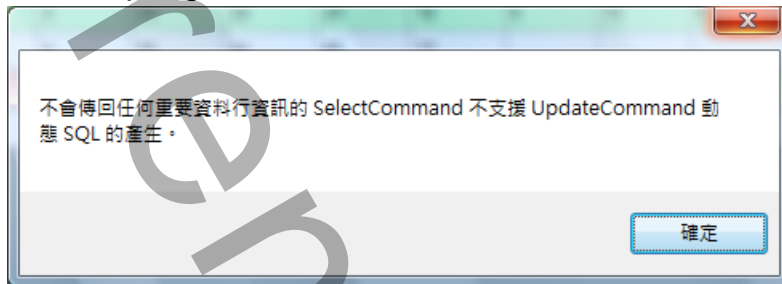 不會傳回任何重要資料行資訊的 SelectCommand 不支援 UpdateCommand 動
態 SQL 的產生。
確定